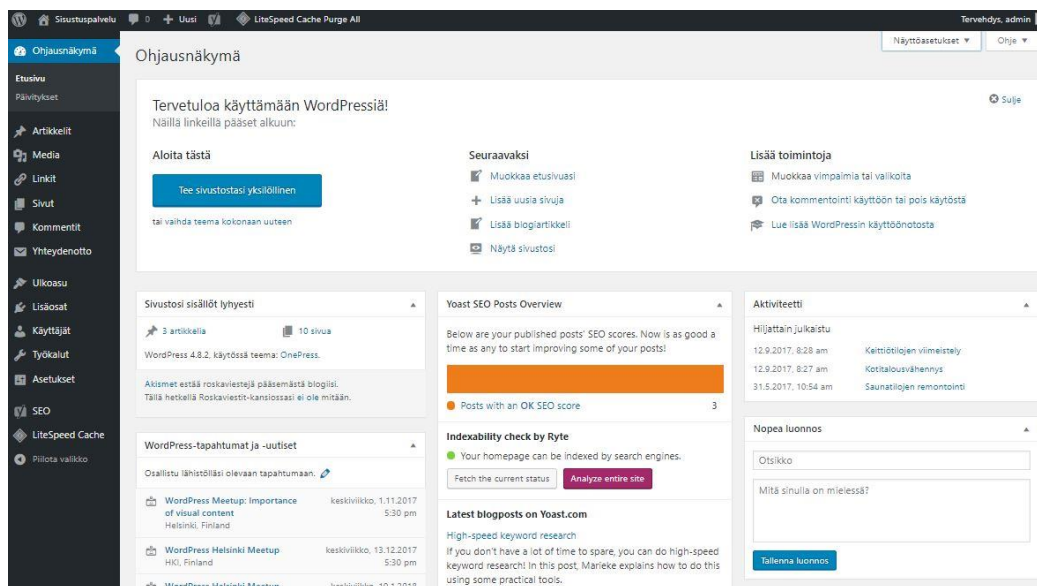 Sisustuspalvelu 0 Uusi LiteSpeed Cache Purge All Tervehdys, admin
Näyttöasetukset Ohje
Ohjausnäkymä
Etusivu
Päivitykset
Artikkelit
Media
Linkit
Sivut
Kommentit
Yhteydenotto
Ulkoasu
Lisäosat
Käyttäjät
Työkalut
Asetukset
SEO
LiteSpeed Cache
Piilota valikko
Ohjausnäkymä
Tervetuloa käyttämään WordPressiä!
Näillä linkeillä pääset alkuun:
Sulje
Aloita tästä
Tee sivustostasi yksilöllinen
tai vaihda teema kokonaan uuteen
Seuraavaksi
Muokkaa etusivuasi
Lisää uusia sivuja
Lisää blogiartikkeli
Näytä sivustosi
Lisää toimintoja
Muokkaa vimpaimia tai valikoita
Ota kommentointi käyttöön tai pois käytöstä
Lue lisää WordPressin käyttöönotosta
Sivustosi sisällöt lyhyesti
3 artikkelia 10 sivua
WordPress 4.8.2, käytössä teema: OnePress.
Akismet estää roskaviestejä pääsemästä blogiisi.
Tällä hetkellä Roskaviestit-kansiossasi ei ole mitään.
WordPress-tapahtumat ja -uutiset
Osallistu lähistölläsi olevaan tapahtumaan.
WordPress Meetup: Importance keskiviikko, 1.11.2017
of visual content 5:30 pm
Helsinki, Finland
WordPress Helsinki Meetup keskiviikko, 13.12.2017
HKI, Finland 5:30 pm
WordPress Helsinki Meetup keskiviikko, 10.1.2018
Yoast SEO Posts Overview
Below are your published posts' SEO scores. Now is as good a
time as any to start improving some of your posts!
Posts with an OK SEO score 3
Indexability check by Ryte
Your homepage can be indexed by search engines.
Fetch the current status Analyze entire site
Latest blogposts on Yoast.com
High-speed keyword research
If you don't have a lot of time to spare, you can do high-speed
keyword research! In this post, Marieke explains how to do this
using some practical tools.
Aktiviteetti
Hiljattain julkaistu
12.9.2017, 8:28 am Keittiötilojen viimeistely
12.9.2017, 8:27 am Kotitalousvähennys
31.5.2017, 10:54 am Saunatilojen remontointi
Nopea luonnos
Otsikko
Mitä sinulla on mielessä?
Tallenna luonnos